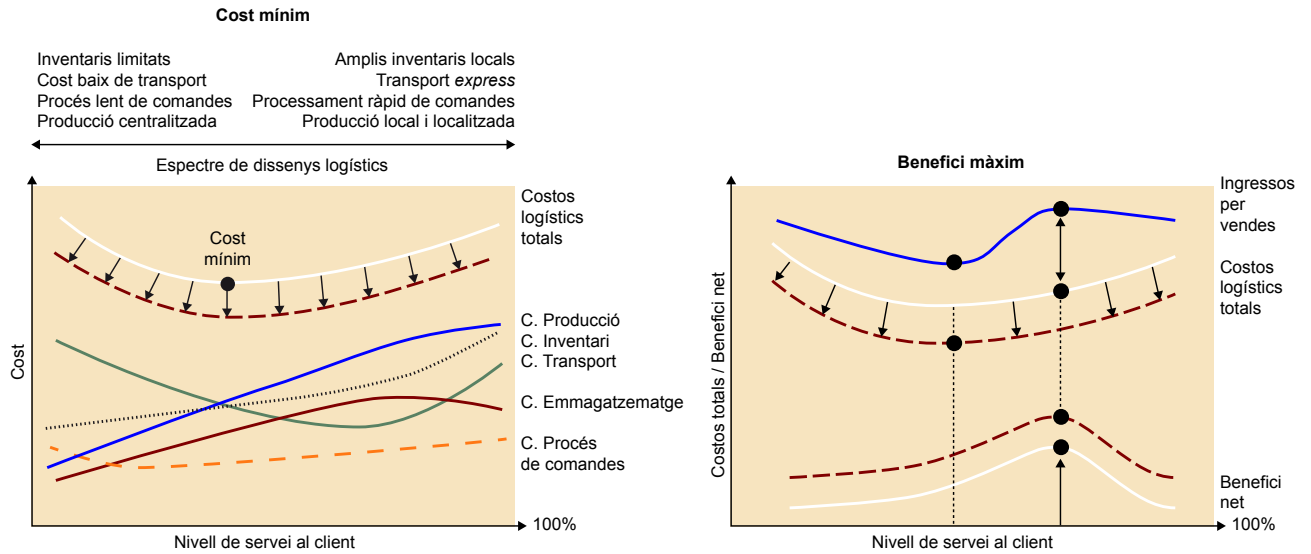 Cost mínim
Inventaris limitats
Cost baix de transport
Procés lent de comandes
Producció centralitzada
Amplis inventaris locals
Transport express
Processament ràpid de comandes
Producció local i localitzada
Espectre de dissenys logístics
Costos
logístics
totals
Cost
mínim
C. Producció
C. Inventari
C. Transport
C. Emmagatzematge
C. Procés
de comandes
Cost
100%
Nivell de servei al client
Benefici màxim
Ingressos
per
vendes
Costos
logístics
totals
Costos totals / Benefici net
Benefici
net
100%
Nivell de servei al client